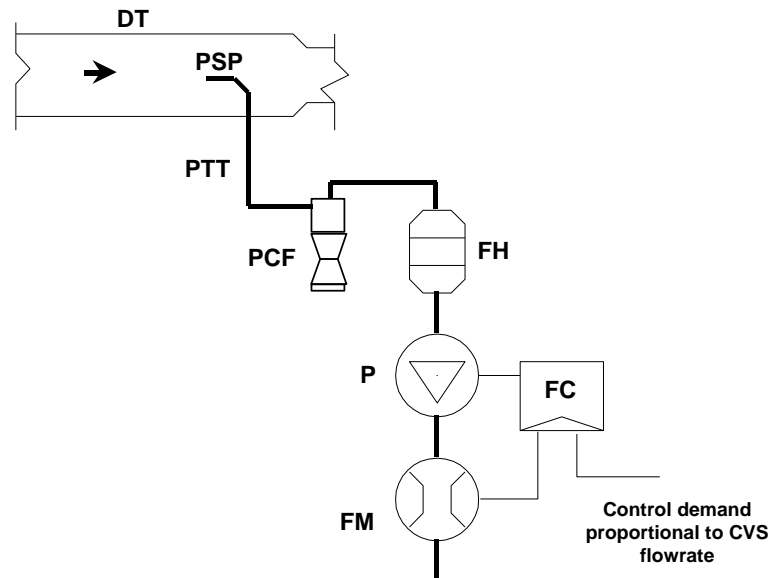 DT
PSP
PTT
PCF
FH
P
FC
FM
Control demand
proportional to CVS
flowrate